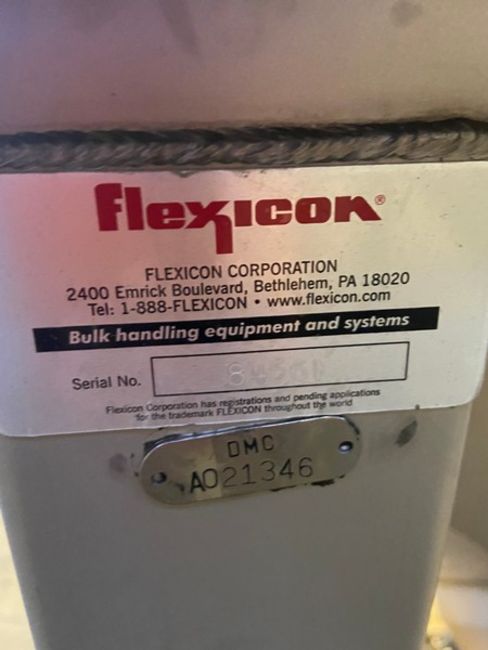 flexicon®
FLEXICON CORPORATION
2400 Emrick Boulevard, Bethlehem, PA 18020
Tel: 1-888-FLEXICON • www.flexicon.com
Bulk handling equipment and systems
Serial No.
Flexicon Corporation has registrations and pending applications
for the trademark FLEXICON throughout the world
DMC
A021346